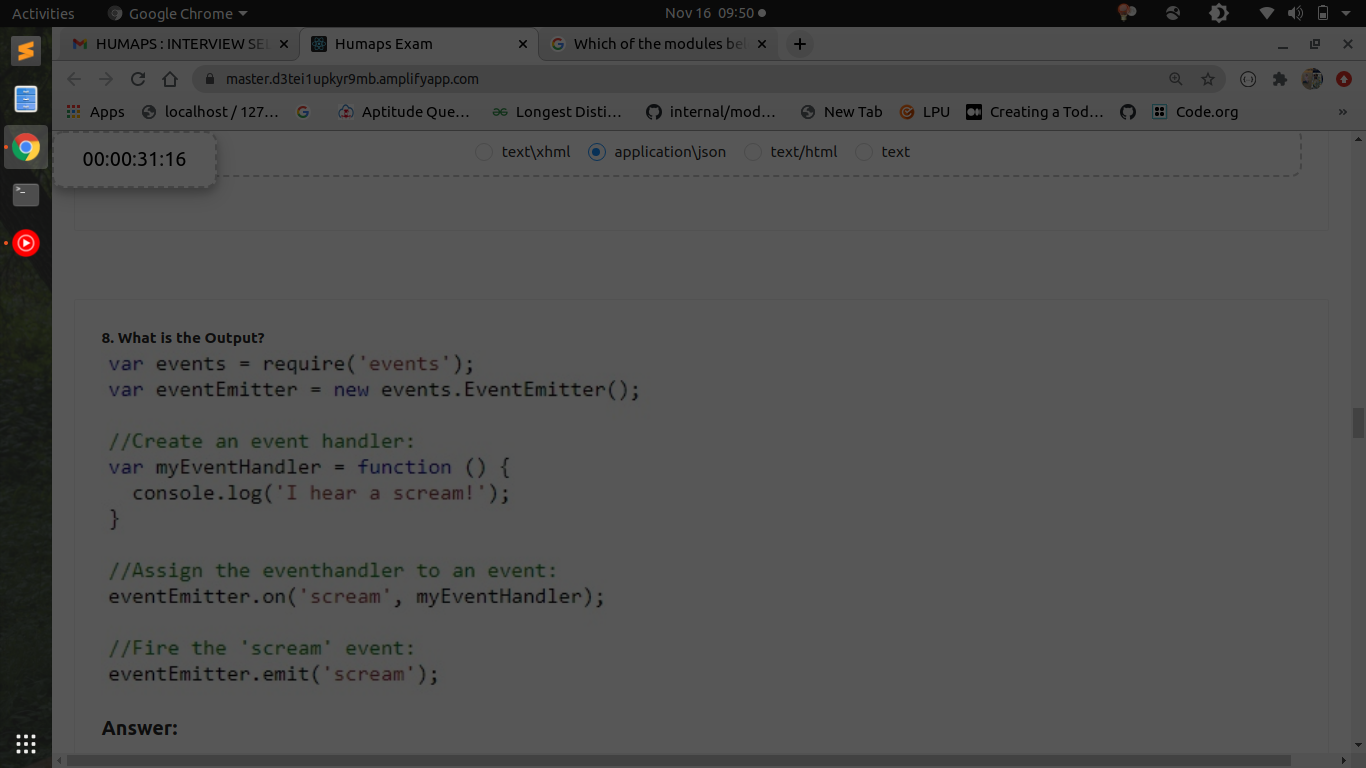 Activities
Google Chrome
Nov 16 09:50
HUMAPS : INTERVIEW SE
Humaps Exam
Which of the modules be
master.d3tei1upkyr9mb.amplifyapp.com
Apps
localhost / 127...
Aptitude Que...
Longest Disti...
internal/mod...
New Tab
LPU
Creating a Tod...
Code.org
»
00:00:31:16
text\xhml
application\json
text/html
text
8. What is the Output?
var events = require('events');
var eventEmitter = new events.EventEmitter();
//Create an event handler:
var myEventHandler = function () {
console.log('I hear a scream!');
}
//Assign the eventhandler to an event:
eventEmitter.on('scream', myEventHandler);
//Fire the 'scream' event:
eventEmitter.emit('scream');
Answer: